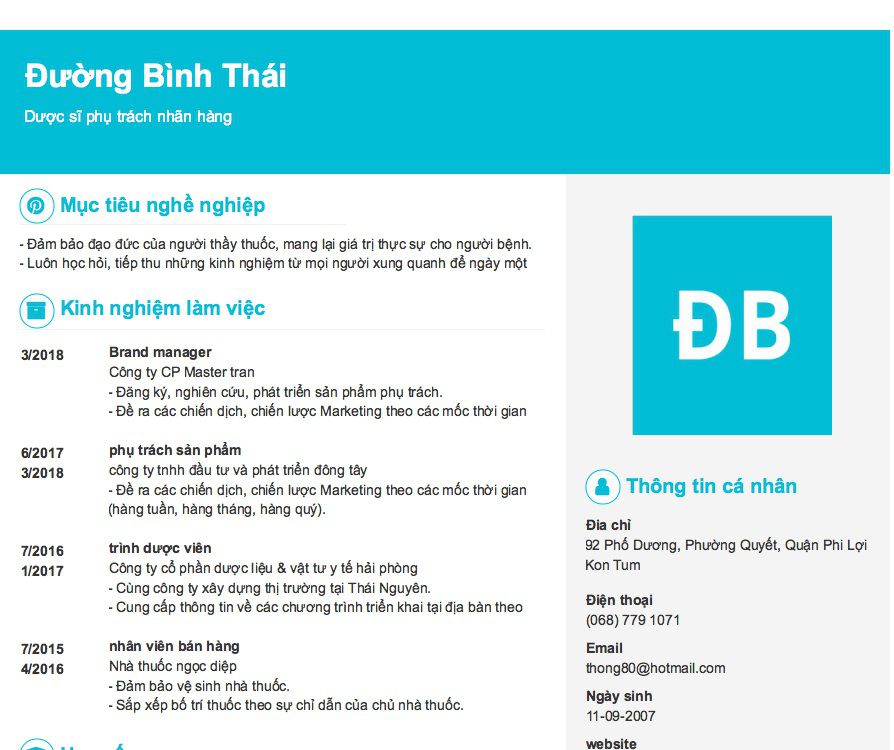 Đường Bình Thái
Dược sĩ phụ trách nhãn hàng
Mục tiêu nghề nghiệp
- Đảm bảo đạo đức của người thầy thuốc, mang lại giá trị thực sự cho người bệnh.
- Luôn học hỏi, tiếp thu những kinh nghiệm từ mọi người xung quanh để ngày một
Kinh nghiệm làm việc
3/2018
Brand manager
Công ty CP Master tran
- Đăng ký, nghiên cứu, phát triển sản phẩm phụ trách.
- Đề ra các chiến dịch, chiến lược Marketing theo các mốc thời gian
6/2017
3/2018
phụ trách sản phẩm
công ty tnhh đầu tư và phát triển đông tây
- Đề ra các chiến dịch, chiến lược Marketing theo các mốc thời gian
(hàng tuần, hàng tháng, hàng quý).
7/2016
1/2017
trình dược viên
Công ty cổ phần dược liệu & vật tư y tế hải phòng
- Cùng công ty xây dựng thị trường tại Thái Nguyên.
- Cung cấp thông tin về các chương trình triển khai tại địa bàn theo
7/2015
4/2016
nhân viên bán hàng
Nhà thuốc ngọc diệp
- Đảm bảo vệ sinh nhà thuốc.
- Sắp xếp bố trí thuốc theo sự chỉ dẫn của chủ nhà thuốc.
ĐB
Thông tin cá nhân
Địa chỉ
92 Phố Dương, Phường Quyết, Quận Phi Lợi
Kon Tum
Điện thoại
(068) 779 1071
Email
thong80@hotmail.com
Ngày sinh
11-09-2007
website